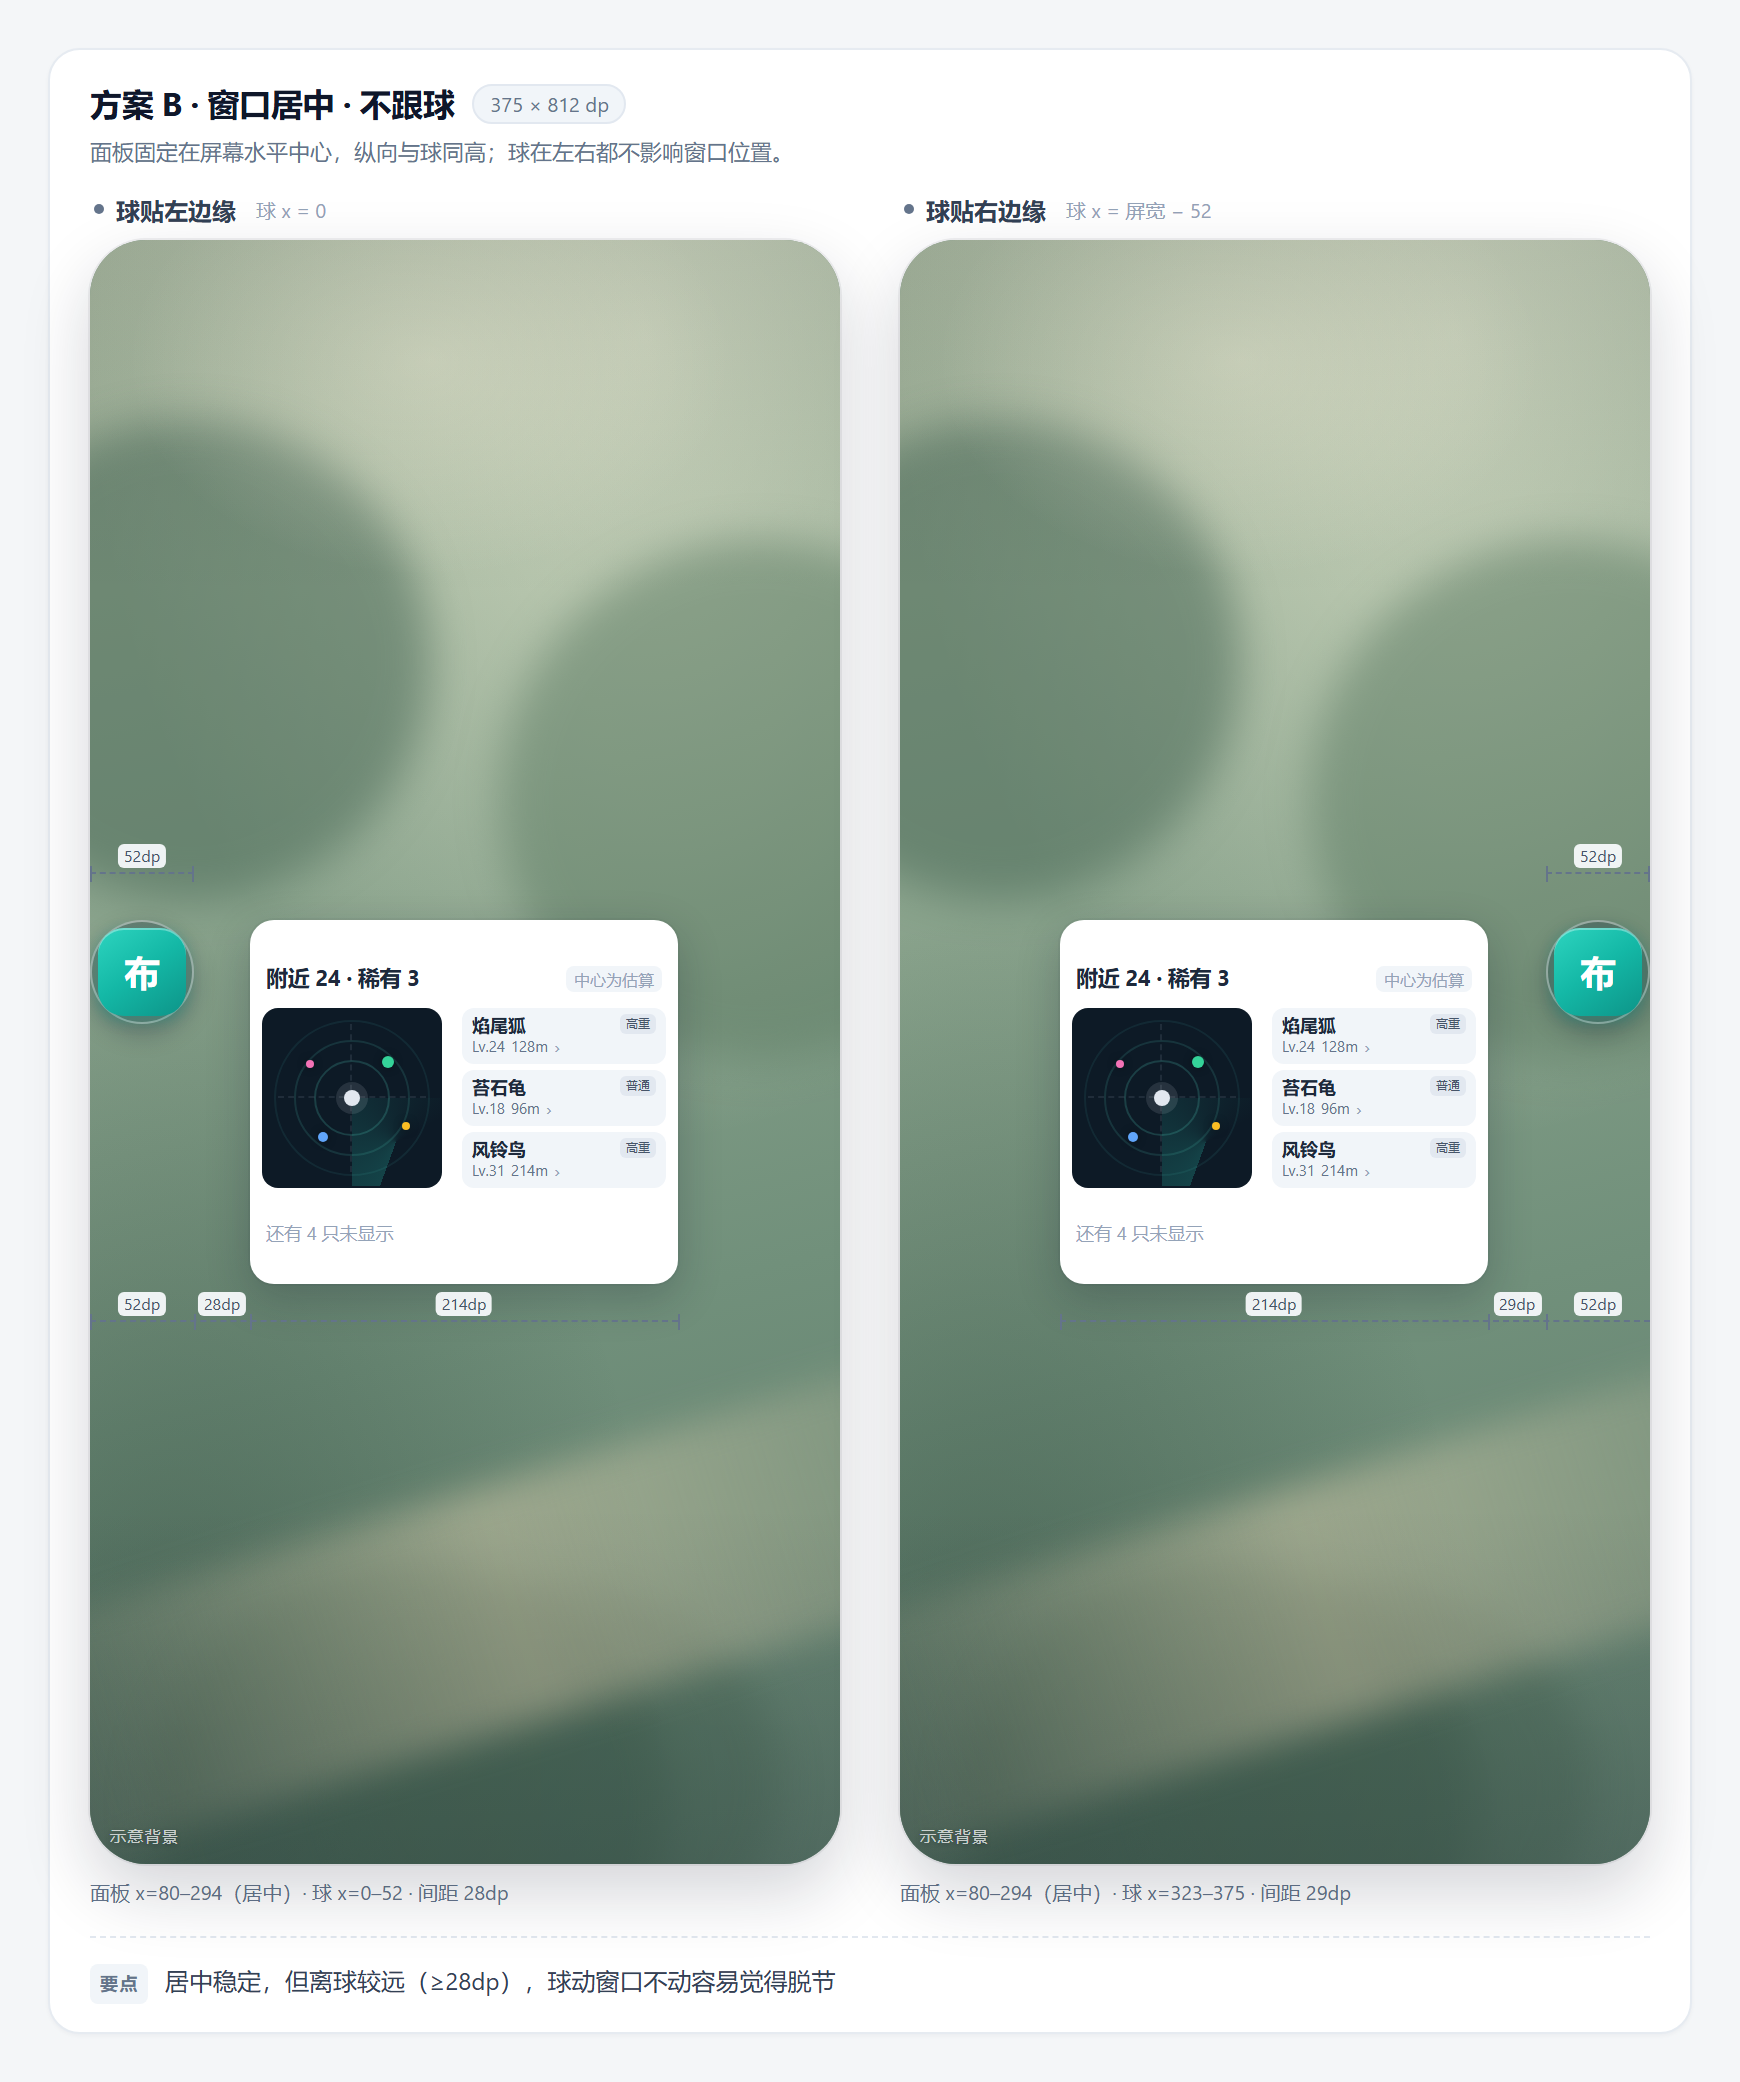 方案 B · 窗口居中 · 不跟球
375 × 812 dp
面板固定在屏幕水平中心，纵向与球同高；球在左右都不影响窗口位置。
球贴左边缘 球 x = 0
52dp
布
附近 24 · 稀有 3
中心为估算
焰尾狐
高重
Lv.24 128m ›
苔石龟
普通
Lv.18 96m ›
风铃鸟
高重
Lv.31 214m ›
还有 4 只未显示
52dp
28dp
214dp
示意背景
面板 x=80–294（居中）· 球 x=0–52 · 间距 28dp
球贴右边缘 球 x = 屏宽 − 52
52dp
附近 24 · 稀有 3
中心为估算
布
焰尾狐
高重
Lv.24 128m ›
苔石龟
普通
Lv.18 96m ›
风铃鸟
高重
Lv.31 214m ›
还有 4 只未显示
214dp
29dp
52dp
示意背景
面板 x=80–294（居中）· 球 x=323–375 · 间距 29dp
要点
居中稳定，但离球较远（≥28dp），球动窗口不动容易觉得脱节